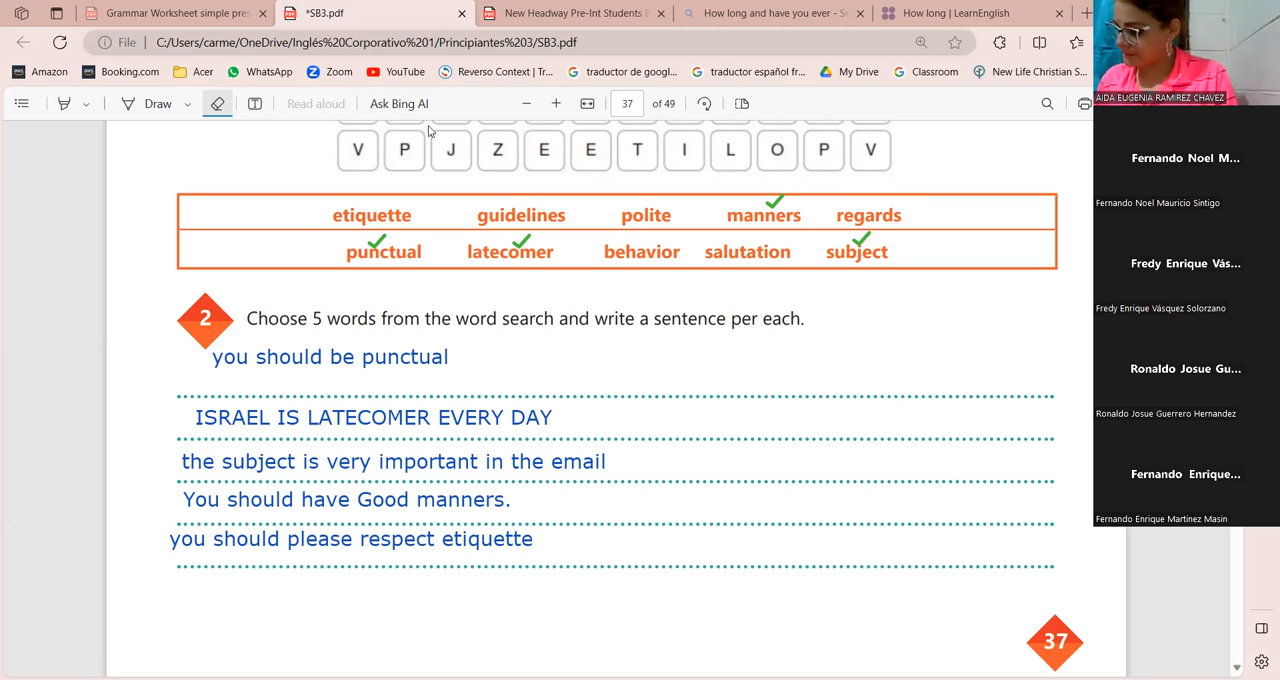 Grammar Worksheet simple pres
*SB3.pdf
New Headway Pre-Int Students P
How long and have you ever - Se
How long | LearnEnglish
File
C:/Users/carme/OneDrive/Inglés%20Corporativo%201/Principiantes%203/SB3.pdf
Amazon
Booking.com
Acer
WhatsApp
Zoom
YouTube
Reverso Context | Tr...
traductor de googl...
traductor español fr...
My Drive
Classroom
New Life Christian S...
Draw
Read aloud
Ask Bing AI
37 of 49
V P J Z E E T I L O P V
etiquette guidelines polite manners regards
punctual latecomer behavior salutation subject
2 Choose 5 words from the word search and write a sentence per each.
you should be punctual
ISRAEL IS LATECOMER EVERY DAY
the subject is very important in the email
You should have Good manners.
you should please respect etiquette
37
AIDA EUGENIA RAMIREZ CHAVEZ
Fernando Noel M...
Fernando Noel Mauricio Sintigo
Fredy Enrique Vás...
Fredy Enrique Vásquez Solorzano
Ronaldo Josue Gu...
Ronaldo Josue Guerrero Hernandez
Fernando Enrique...
Fernando Enrique Martinez Masin